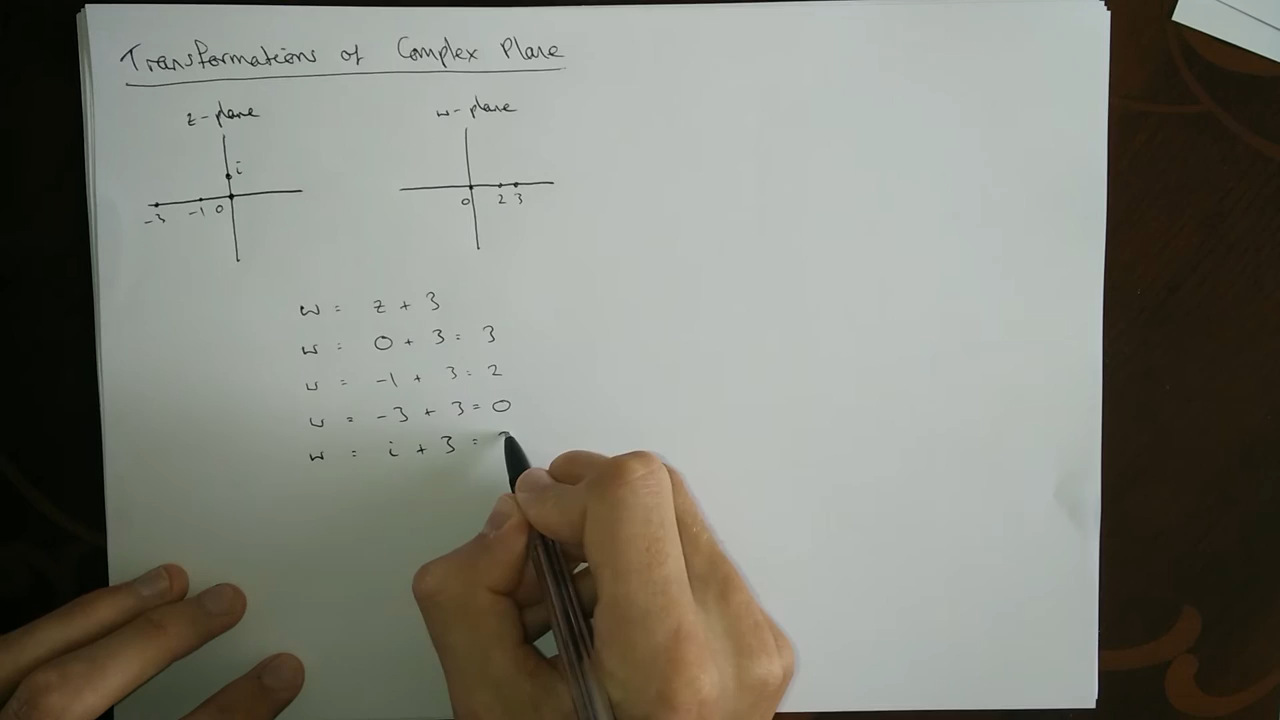 Transformations of Complex Plane
z-plane
w-plane
i
-3 -1 0
0 2 3
w = z + 3
w = 0 + 3 = 3
w = -1 + 3 = 2
w = -3 + 3 = 0
w = i + 3 =